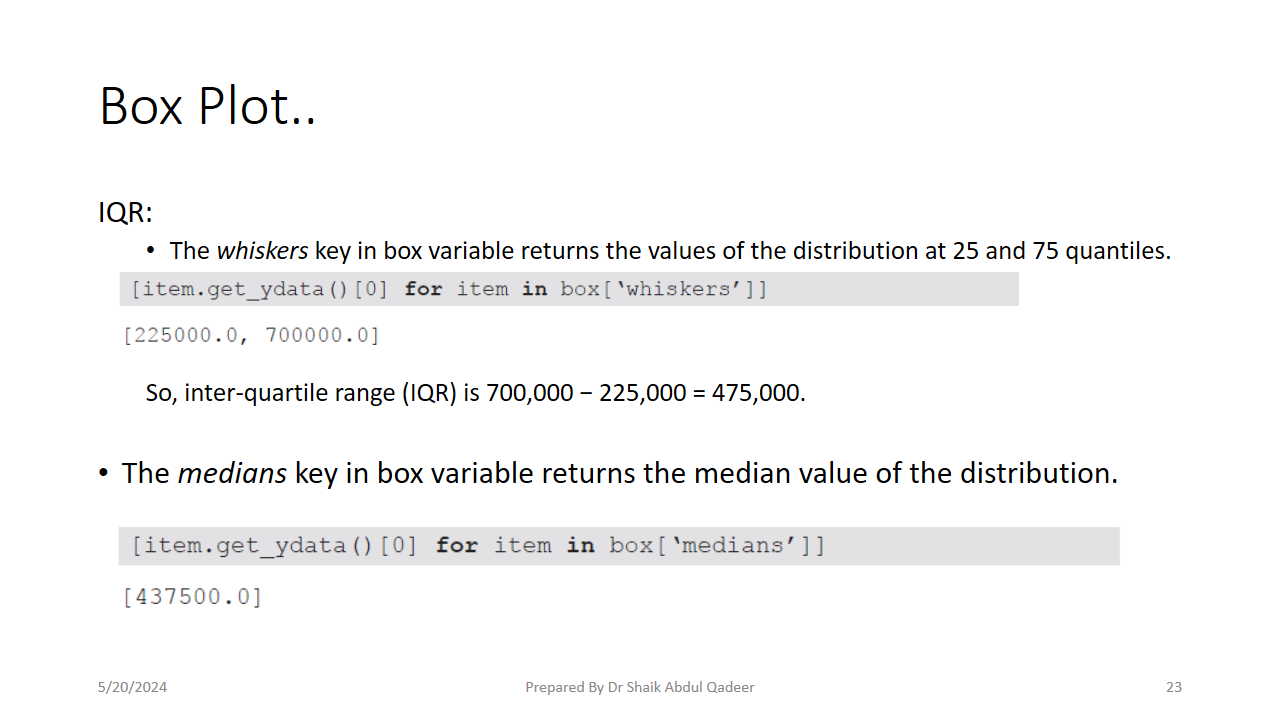 Box Plot..
IQR:
• The whiskers key in box variable returns the values of the distribution at 25 and 75 quantiles.
[item.get_ydata()[0] for item in box[‘whiskers’]]
[225000.0, 700000.0]
So, inter-quartile range (IQR) is 700,000 − 225,000 = 475,000.
• The medians key in box variable returns the median value of the distribution.
[item.get_ydata()[0] for item in box[‘medians’]]
[437500.0]
5/20/2024
Prepared By Dr Shaik Abdul Qadeer
23